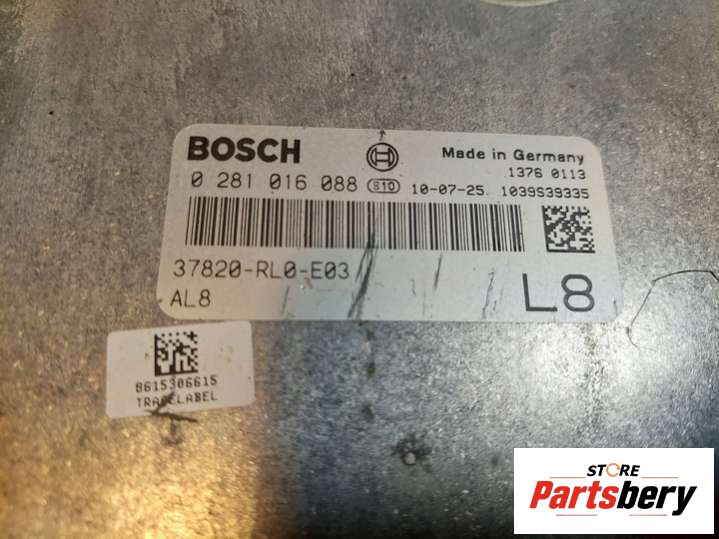 BOSCH
Made in Germany
1376 0113
0 281 016 088 S10 10-07-25 1039S39335
37820-RL0-E03
AL8
L8
8615306615
TRACELABEL
STORE
Partsbery